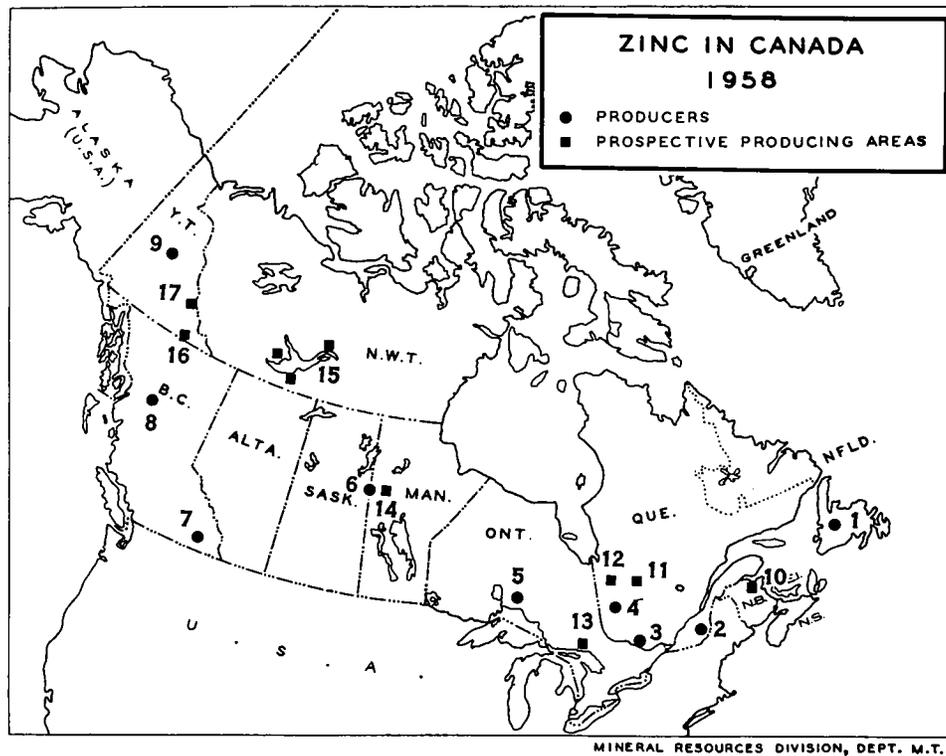 ZINC IN CANADA
1958
PRODUCERS
PROSPECTIVE PRODUCING AREAS
ALASKA
(U.S.A.)
GREENLAND
Y.T.
9
17
16
15
N.W.T.
B.C.
8
ALTA.
SASK.
6
14
MAN.
7
ONT.
5
QUE.
NFLD.
1
12
11
4
10
N.B.
N.S.
13
3
2
U. S. A.
MINERAL RESOURCES DIVISION, DEPT. M.T.